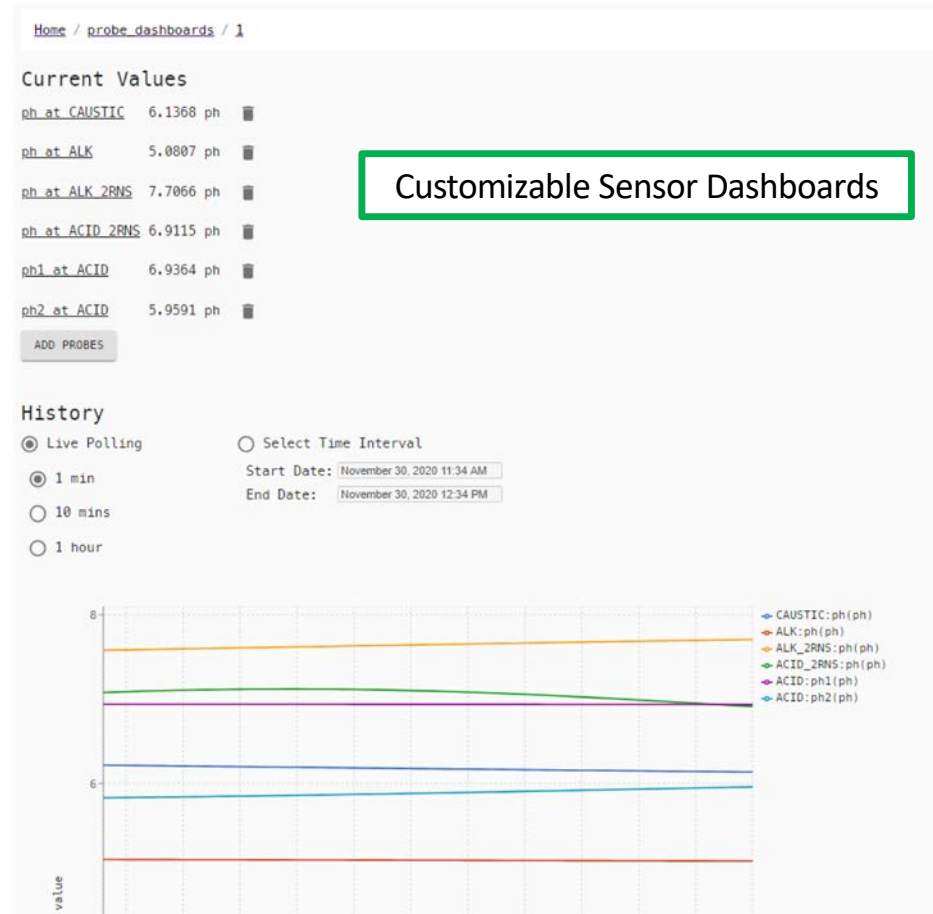 Home / probe_dashboards / 1
Current Values
ph at CAUSTIC 6.1368 ph
ph at ALK 5.0807 ph
ph at ALK_2RNS 7.7066 ph
ph at ACID_2RNS 6.9115 ph
ph1 at ACID 6.9364 ph
ph2 at ACID 5.9591 ph
ADD PROBES
Customizable Sensor Dashboards
History
Live Polling
1 min
10 mins
1 hour
Select Time Interval
Start Date: November 30, 2020 11:34 AM
End Date: November 30, 2020 12:34 PM
8
6
value
CAUSTIC:ph(ph)
ALK:ph(ph)
ALK_2RNS:ph(ph)
ACID_2RNS:ph(ph)
ACID:ph1(ph)
ACID:ph2(ph)